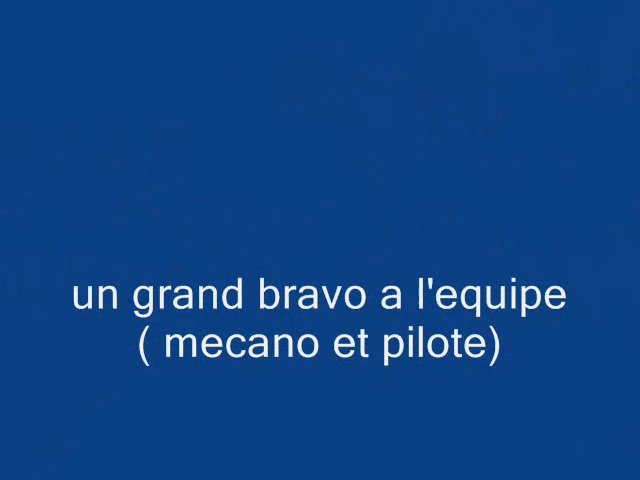 un grand bravo a l'equipe
( mecano et pilote)